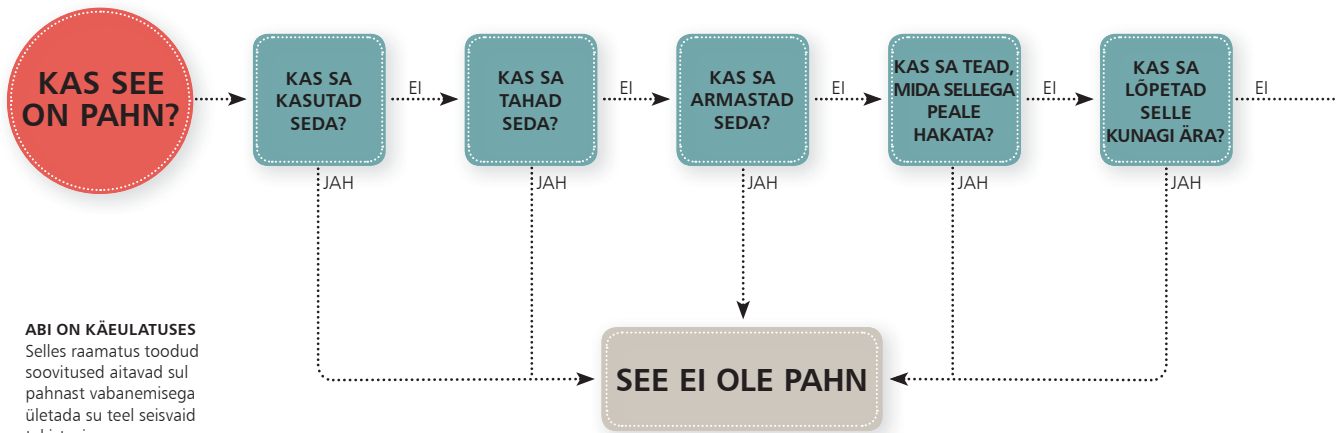 KAS SEE
ON PAHN?
KAS SA
KASUTAD
SEDA?
EI
KAS SA
TAHAD
SEDA?
EI
KAS SA
ARMASTAD
SEDA?
EI
KAS SA TEAD,
MIDA SELLEGA
PEALE
HAKATA?
EI
KAS SA
LÕPETAD
SELLE
KUNAGI ÄRA?
EI
JAH
JAH
JAH
JAH
JAH
ABI ON KÄEULATUSES
Selles raamatus toodud
soovitused aitavad sul
pahnast vabanemisega
ületada su teel seisvaid
SEE EI OLE PAHN